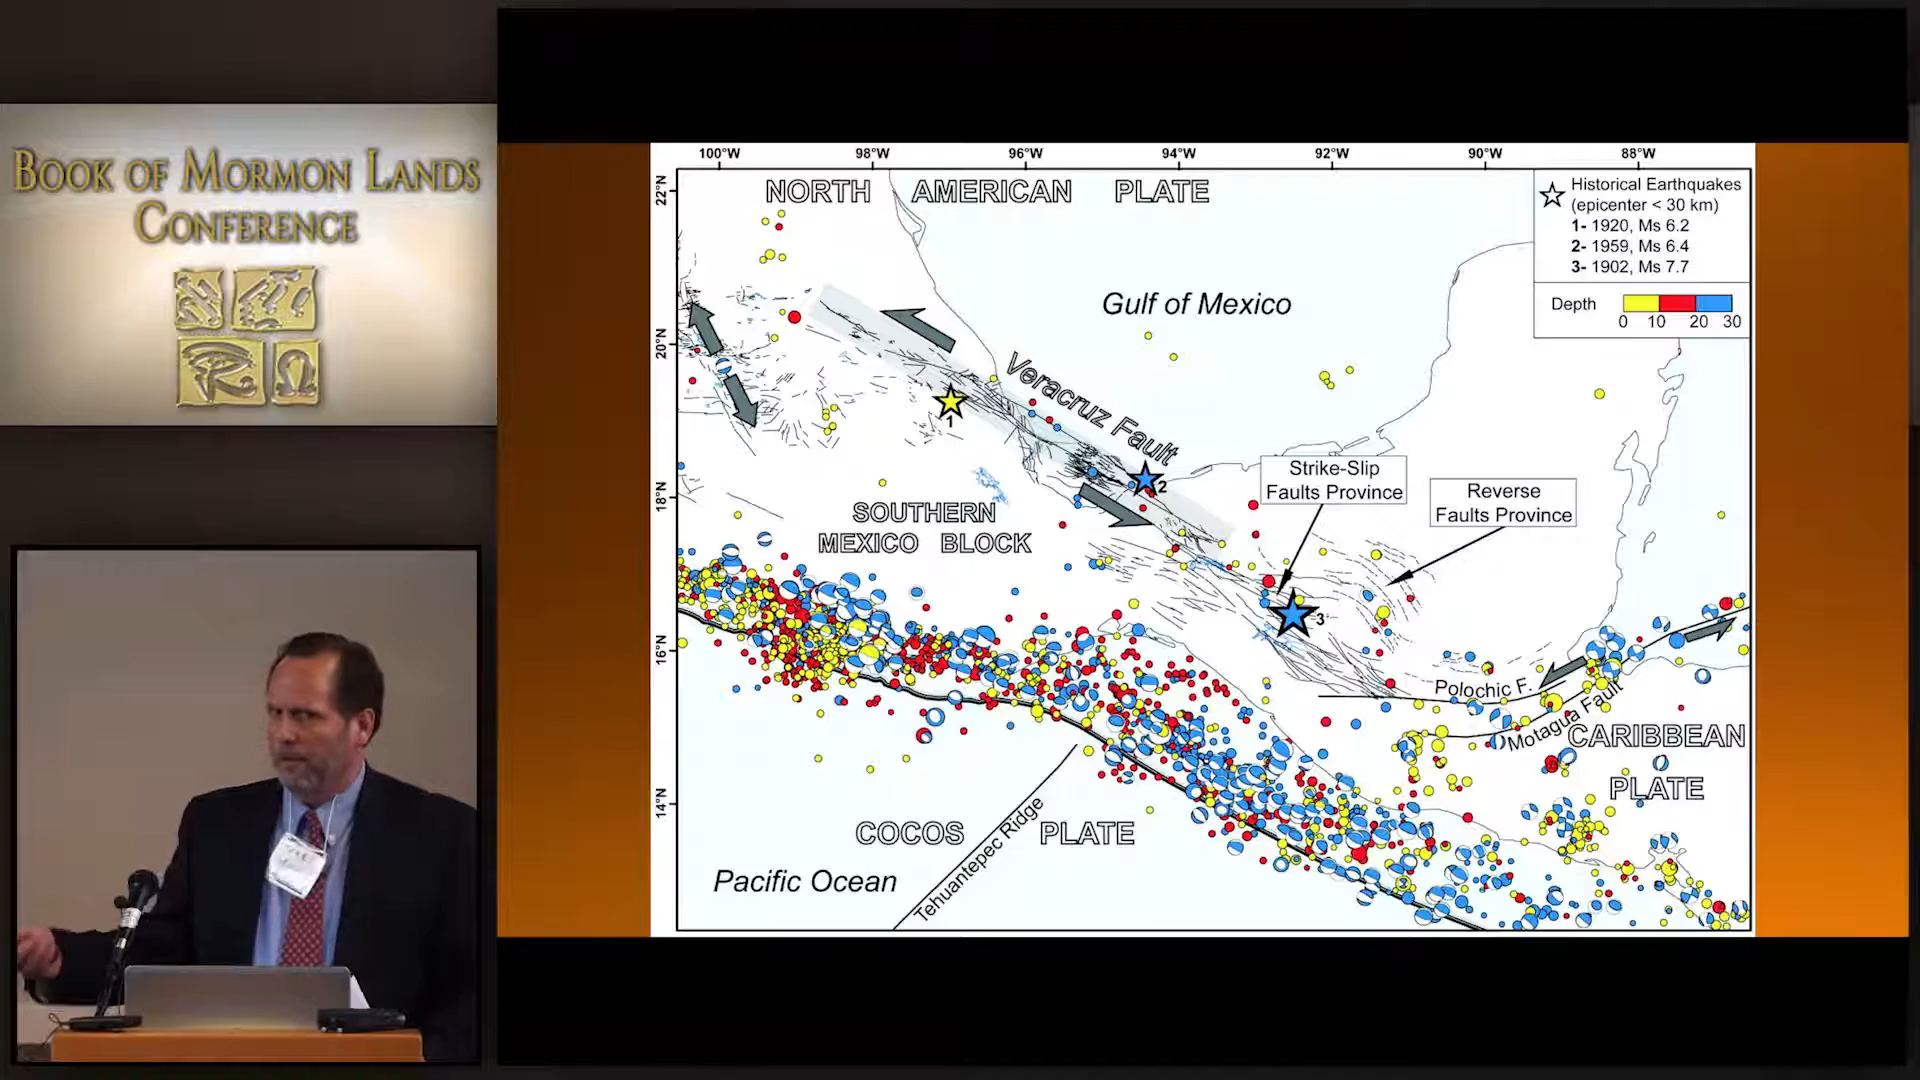 BOOK OF MORMON LANDS
CONFERENCE
100°W 98°W 96°W 94°W 92°W 90°W 88°W
22°N
20°N
18°N
16°N
14°N
NORTH AMERICAN PLATE
Historical Earthquakes
(epicenter < 30 km)
1- 1920, Ms 6.2
2- 1959, Ms 6.4
3- 1902, Ms 7.7
Depth
0 10 20 30
Gulf of Mexico
Veracruz Fault
1
2
3
Strike-Slip
Faults Province
Reverse
Faults Province
SOUTHERN
MEXICO BLOCK
Polochic F.
Motagua Fault
CARIBBEAN
PLATE
COCOS PLATE
Tehuantepec Ridge
Pacific Ocean